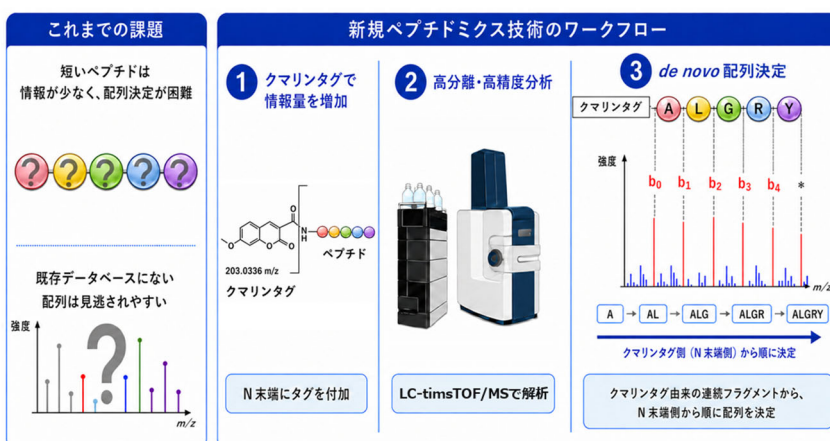 これまでの課題
短いペプチドは
情報が少なく、配列決定が困難
? ? ? ? ?
既存データベースにない
配列は見逃されやすい
強度
?
m/z
新規ペプチドミクス技術のワークフロー
1 クマリンタグで
情報量を増加
O
N
H
O
O
O
ペプチド
203.0336 m/z
クマリンタグ
N 末端にタグを付加
2 高分離・高精度分析
LC-timsTOF/MSで解析
3 de novo 配列決定
クマリンタグ A L G R Y
強度
b0 b1 b2 b3 b4 *
m/z
A → AL → ALG → ALGR → ALGRY
クマリンタグ側 (N 末端側) から順に決定
クマリンタグ由来の連続フラグメントから、
N 末端側から順に配列を決定